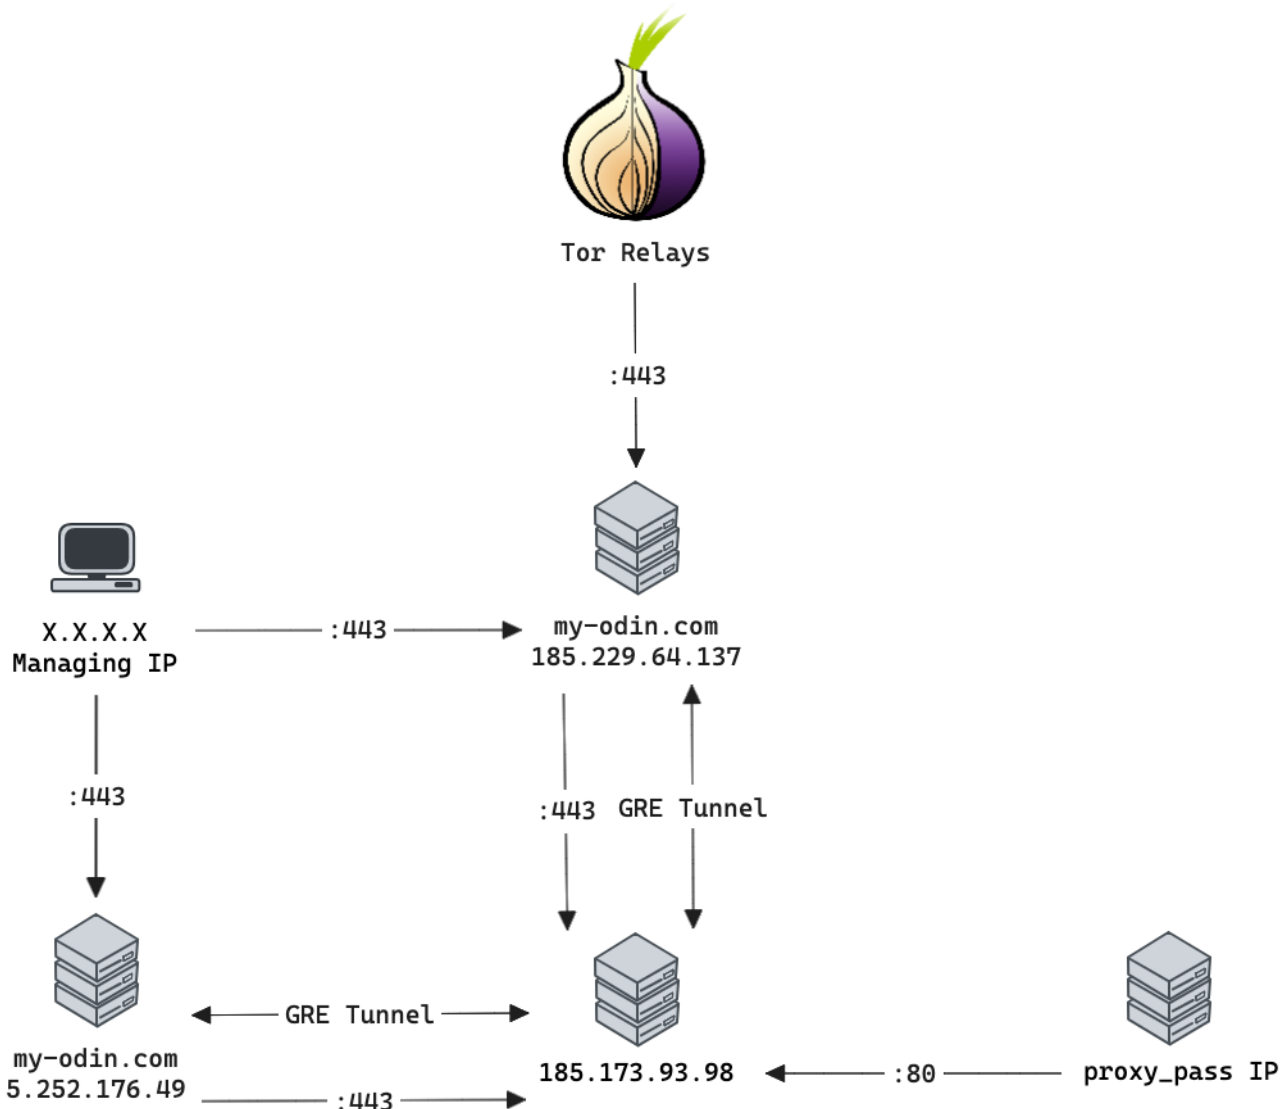 Tor Relays
:443
X.X.X.X
Managing IP
:443
my-odin.com
185.229.64.137
:443
:443
GRE Tunnel
GRE Tunnel
my-odin.com
5.252.176.49
185.173.93.98
:80
proxy_pass IP
:443